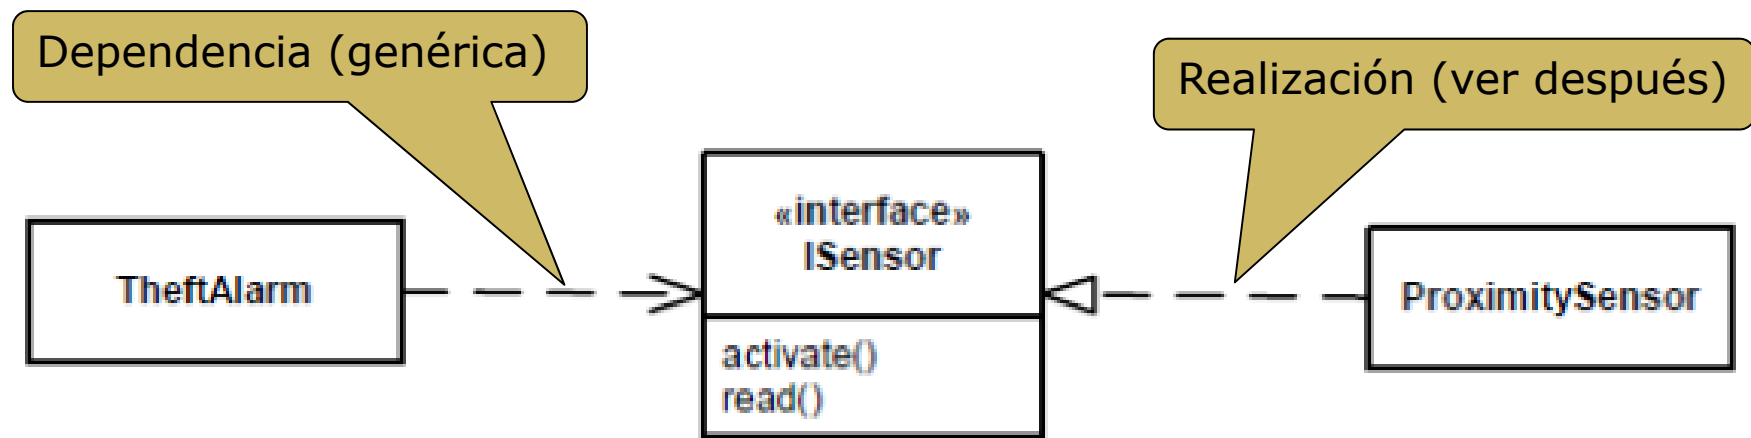 Dependencia (genérica)
Realización (ver después)
«interface»
ISensor
TheftAlarm
ProximitySensor
activate()
read()